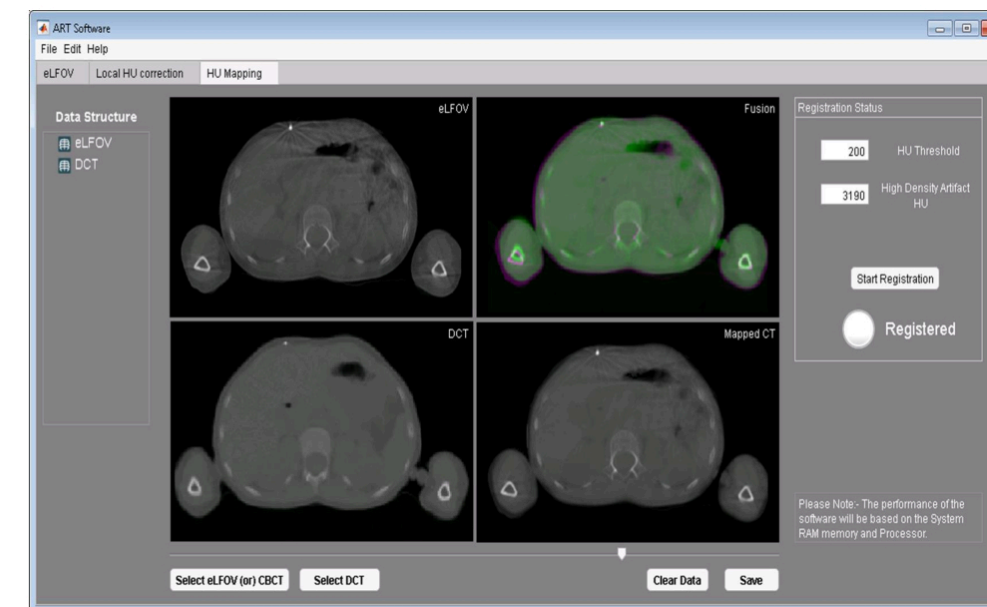 ART Software
File Edit Help
eLFOV Local HU correction HU Mapping
Data Structure
eLFOV
DCT
eLFOV
Fusion
DCT
Mapped CT
Registration Status
200 HU Threshold
3190 High Density Artifact
HU
Start Registration
Registered
Please Note:- The performance of the
software will be based on the System
RAM memory and Processor.
Select eLFOV (or) CBCT Select DCT Clear Data Save